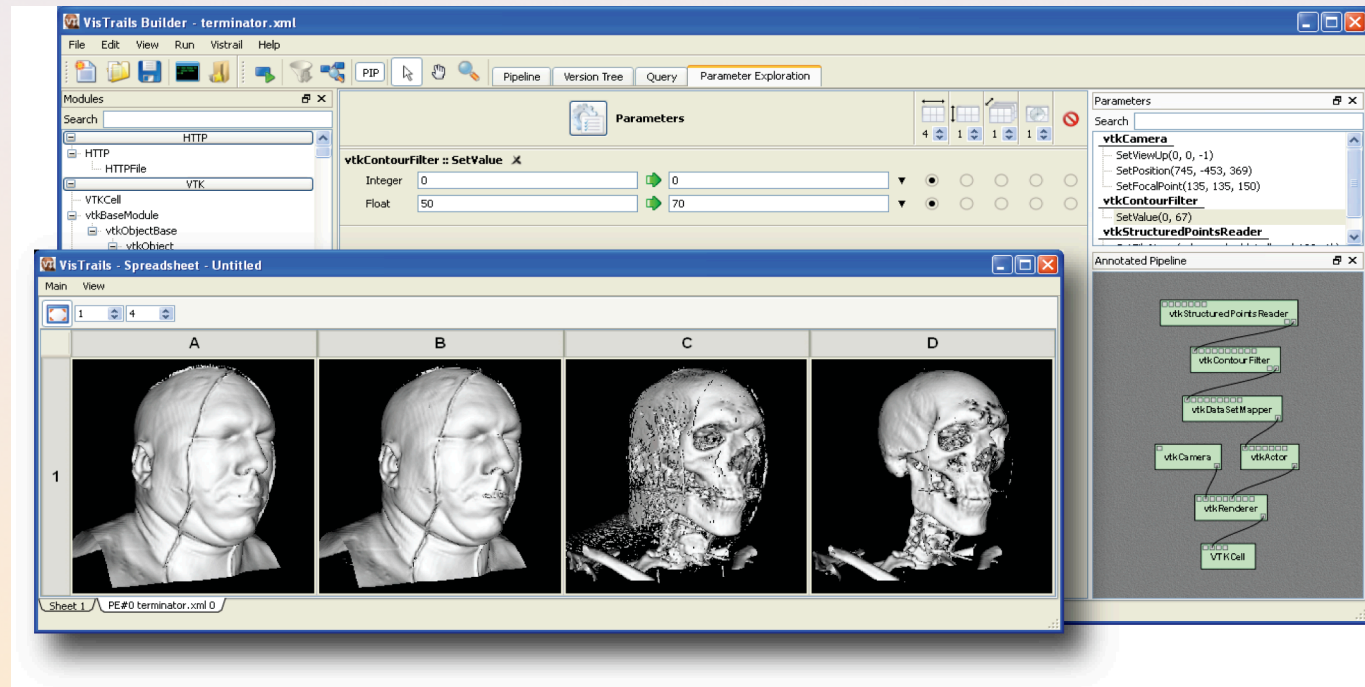 VisTrails Builder - terminator.xml
File Edit View Run Vistrail Help
PIP Pipeline Version Tree Query Parameter Exploration
Modules
Search
HTTP
HTTP
HTTPFile
VTK
VTKCell
vtkBaseModule
vtkObjectBase
vtkObject
Parameters
4 1 1 1
vtkContourFilter :: SetValue
Integer 0 0
Float 50 70
Parameters
Search
vtkCamera
SetViewUp(0, 0, -1)
SetPosition(745, -453, 369)
SetFocalPoint(135, 135, 150)
vtkContourFilter
SetValue(0, 67)
vtkStructuredPointsReader
Annotated Pipeline
vtkStructuredPointsReader
vtkContourFilter
vtkDataSetMapper
vtkCamera vtkActor
vtkRenderer
VTKCell
VisTrails - Spreadsheet - Untitled
Main View
1 4
A B C D
1
Sheet 1 PE#0 terminator.xml 0